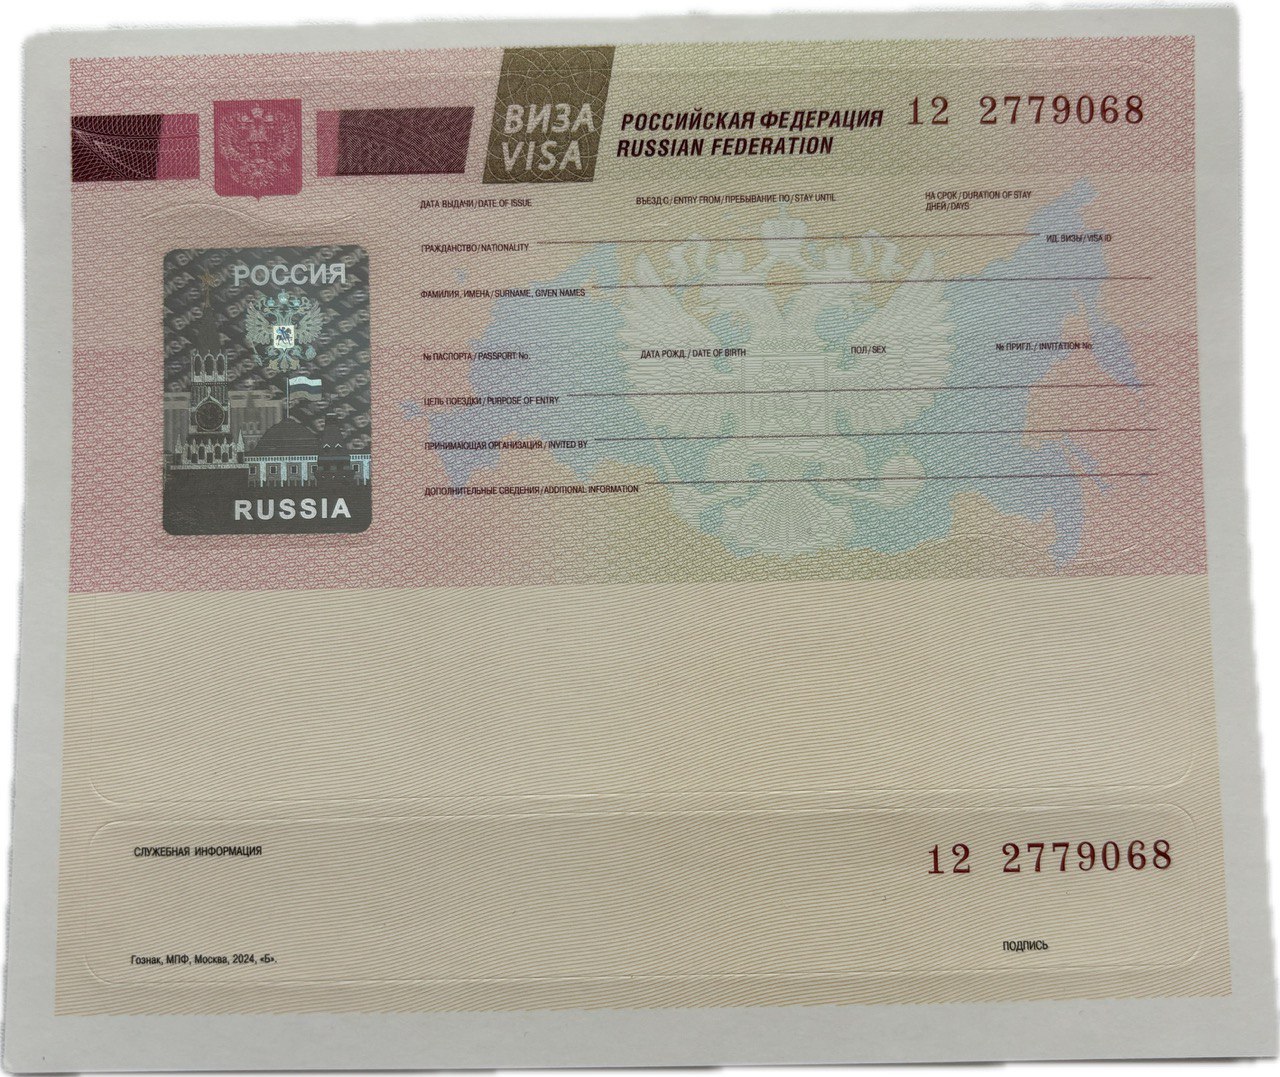 ВИЗА
VISA
РОССИЙСКАЯ ФЕДЕРАЦИЯ
RUSSIAN FEDERATION
12 2779068
ДАТА ВЫДАЧИ / DATE OF ISSUE
ВЪЕЗД С / ENTRY FROM / ПРЕБЫВАНИЕ ПО / STAY UNTIL
НА СРОК / DURATION OF STAY
ДНЕЙ / DAYS
ГРАЖДАНСТВО / NATIONALITY
ИД. ВИЗЫ / VISA ID
РОССИЯ
ФАМИЛИЯ, ИМЕНА / SURNAME, GIVEN NAMES
№ ПАСПОРТА / PASSPORT No.
ДАТА РОЖД. / DATE OF BIRTH
ПОЛ / SEX
№ ПРИГЛ. / INVITATION No.
ЦЕЛЬ ПОЕЗДКИ / PURPOSE OF ENTRY
ПРИНИМАЮЩАЯ ОРГАНИЗАЦИЯ / INVITED BY
ДОПОЛНИТЕЛЬНЫЕ СВЕДЕНИЯ / ADDITIONAL INFORMATION
RUSSIA
СЛУЖЕБНАЯ ИНФОРМАЦИЯ
12 2779068
ПОДПИСЬ
Гознак, МПФ, Москва, 2024, «Б».